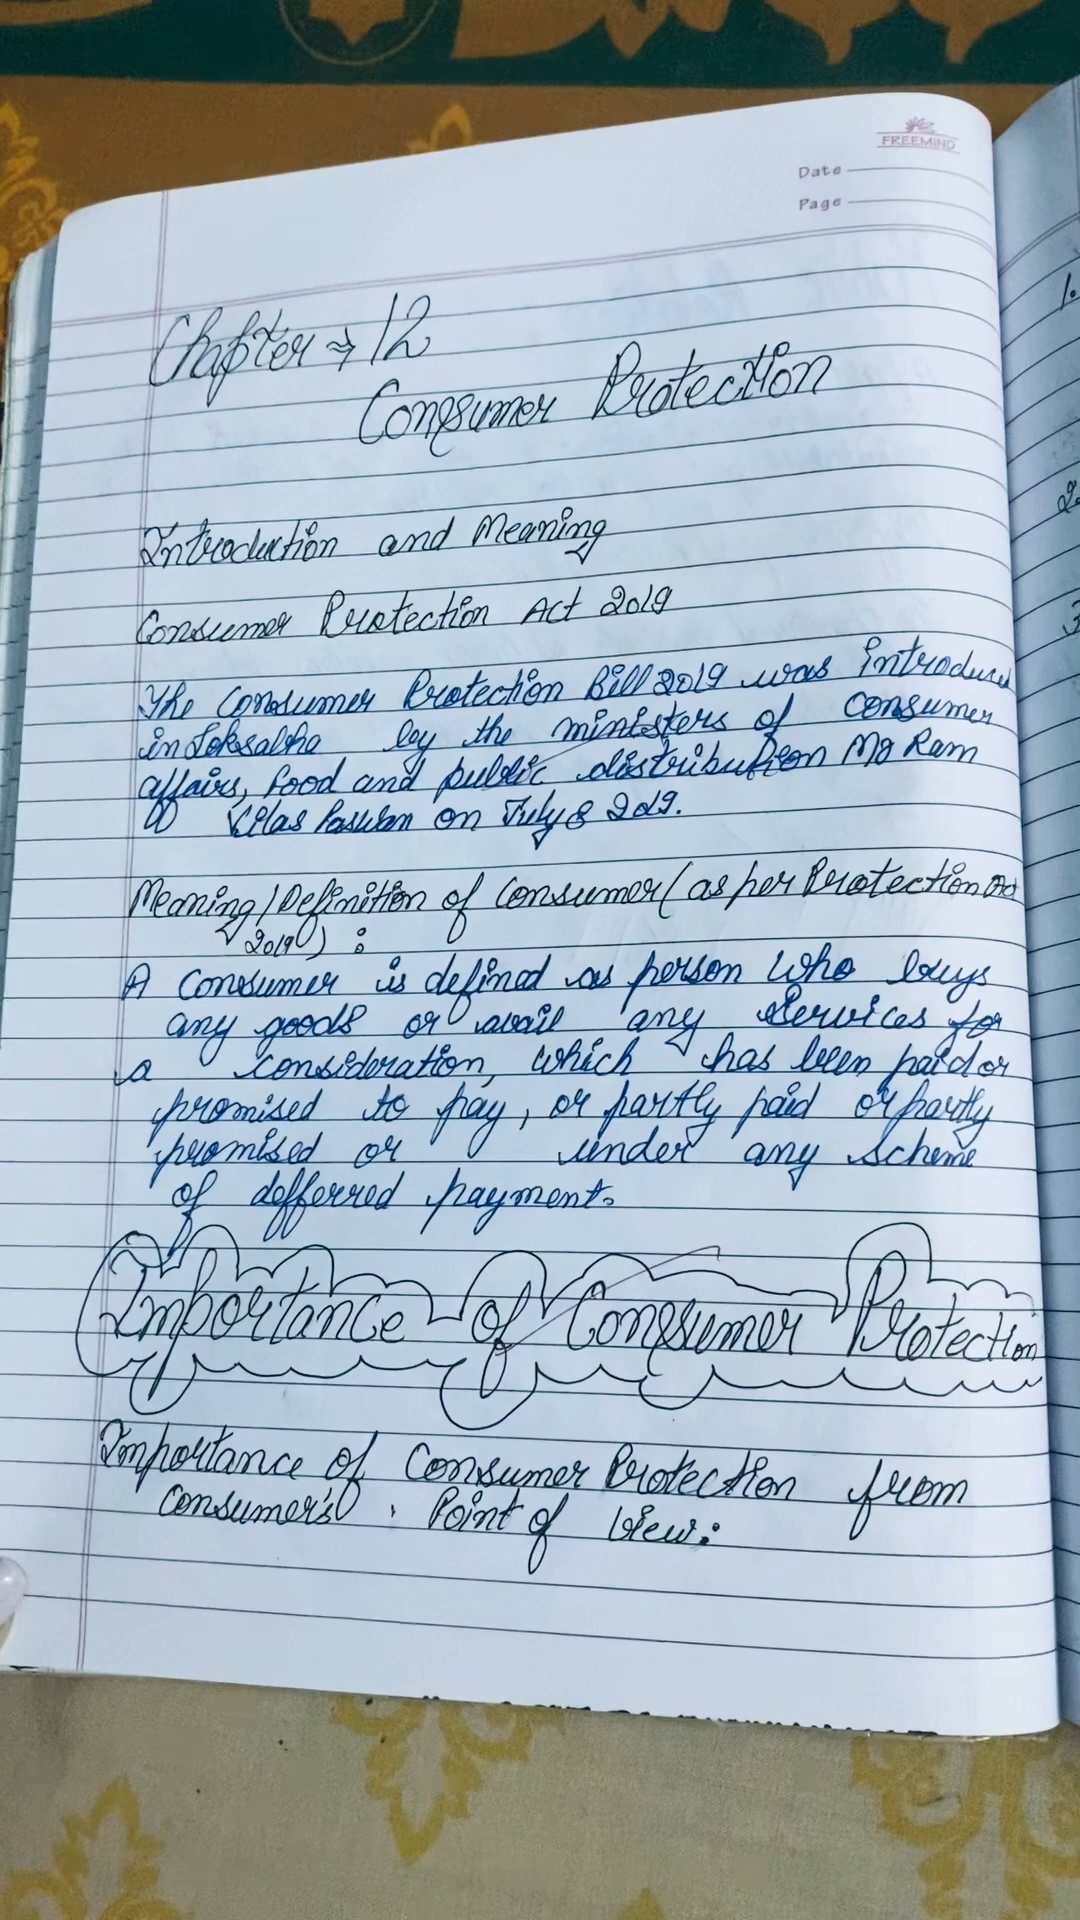 FREEMIND
Date
Page
Chapter ⇒ 12
Consumer Protection
Introduction and Meaning
Consumer Protection Act 2019
The Consumer Protection Bill 2019 was introduced
in Loksabha by the ministers of consumer
affairs, food and public distribution Mr Ram
Vilas Paswan on July 8 2019.
Meaning/Definition of Consumer (as per Protection Act
2019) :
A consumer is defined as person who buys
any goods or avail any services for
a consideration, which has been paid or
promised to pay, or partly paid or partly
promised or under any scheme
of defferred payment.
Importance of Consumer Protection
Importance of Consumer Protection from
consumer's Point of view:
1.
2.